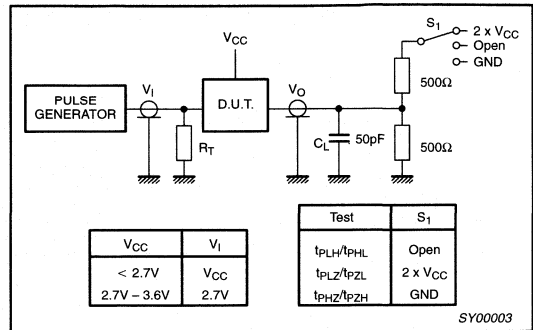 S1
2 x VCC
Open
GND
VCC
500Ω
PULSE
GENERATOR
VI
D.U.T.
VO
RT
CL
50pF
500Ω
VCC VI
< 2.7V VCC
2.7V – 3.6V 2.7V
Test S1
tPLH/tPHL Open
tPLZ/tPZL 2 x VCC
tPHZ/tPZH GND
SY00003